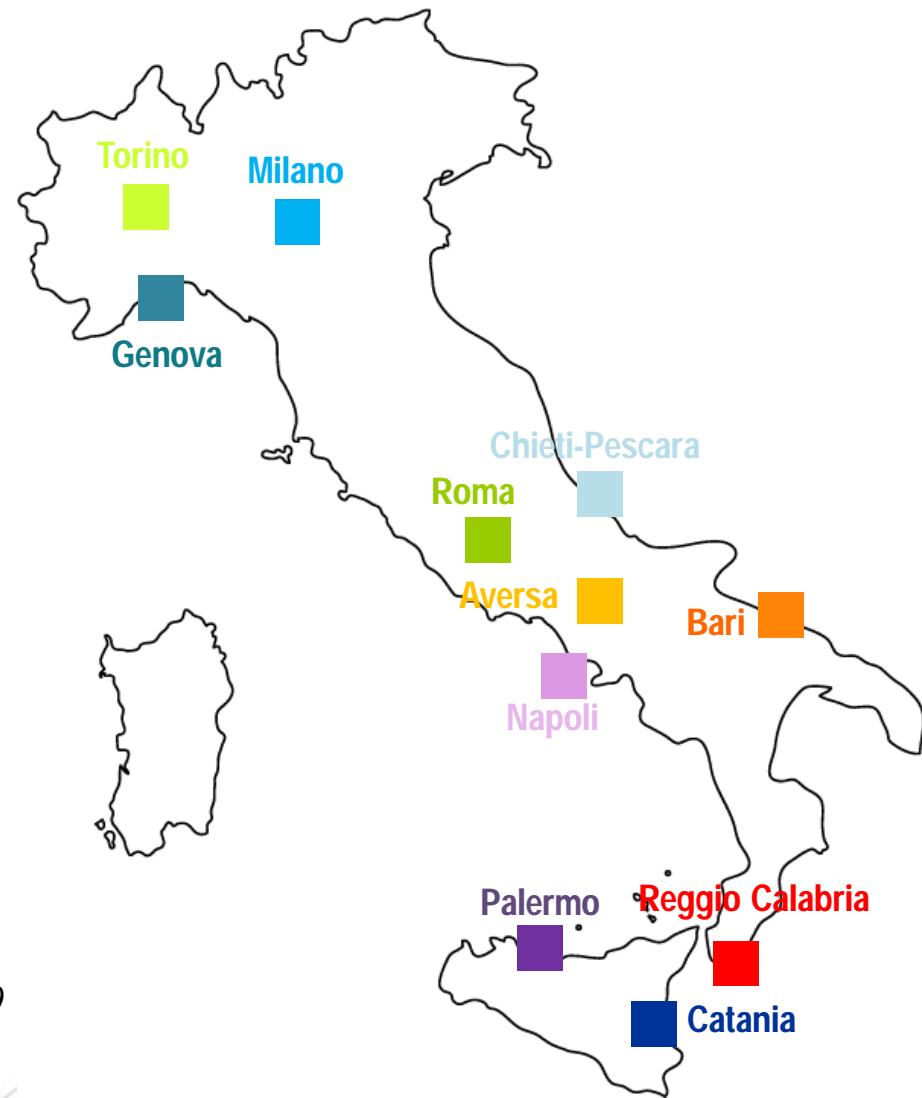 Torino
Milano
Genova
Chieti-Pescara
Roma
Aversa
Bari
Napoli
Palermo
Reggio Calabria
Catania